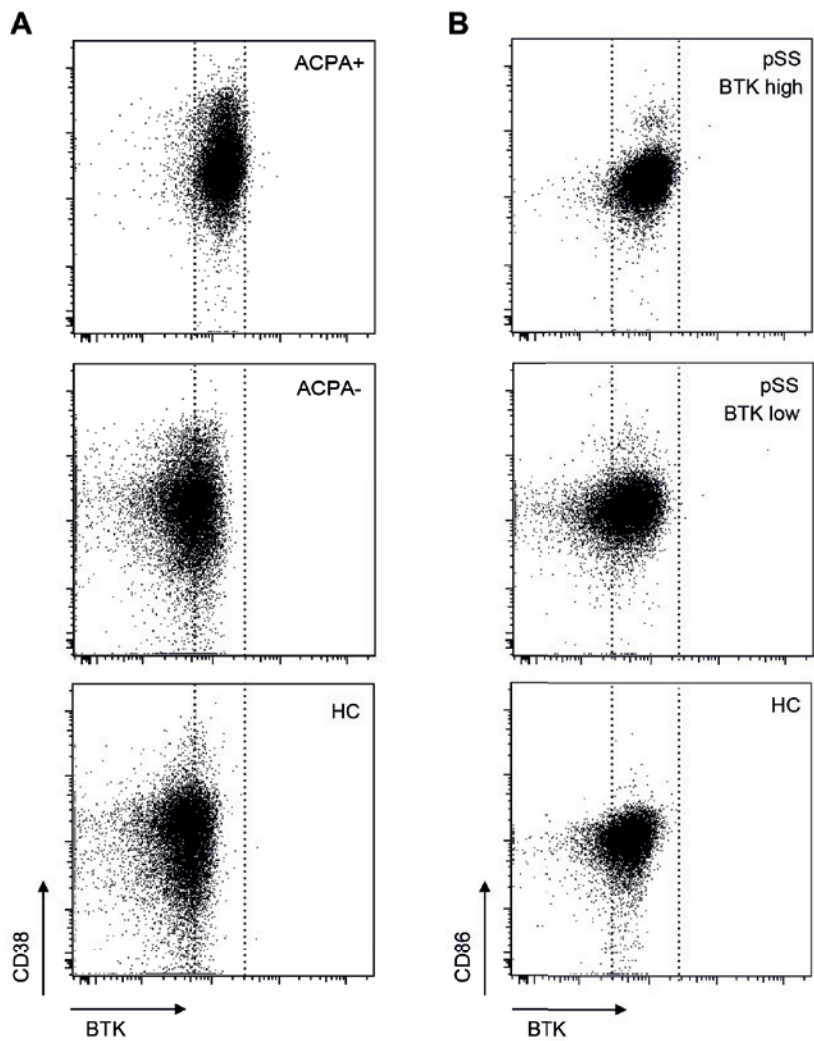 A
B
ACPA+
pSS
BTK high
ACPA-
pSS
BTK low
HC
HC
CD38
CD86
BTK
BTK